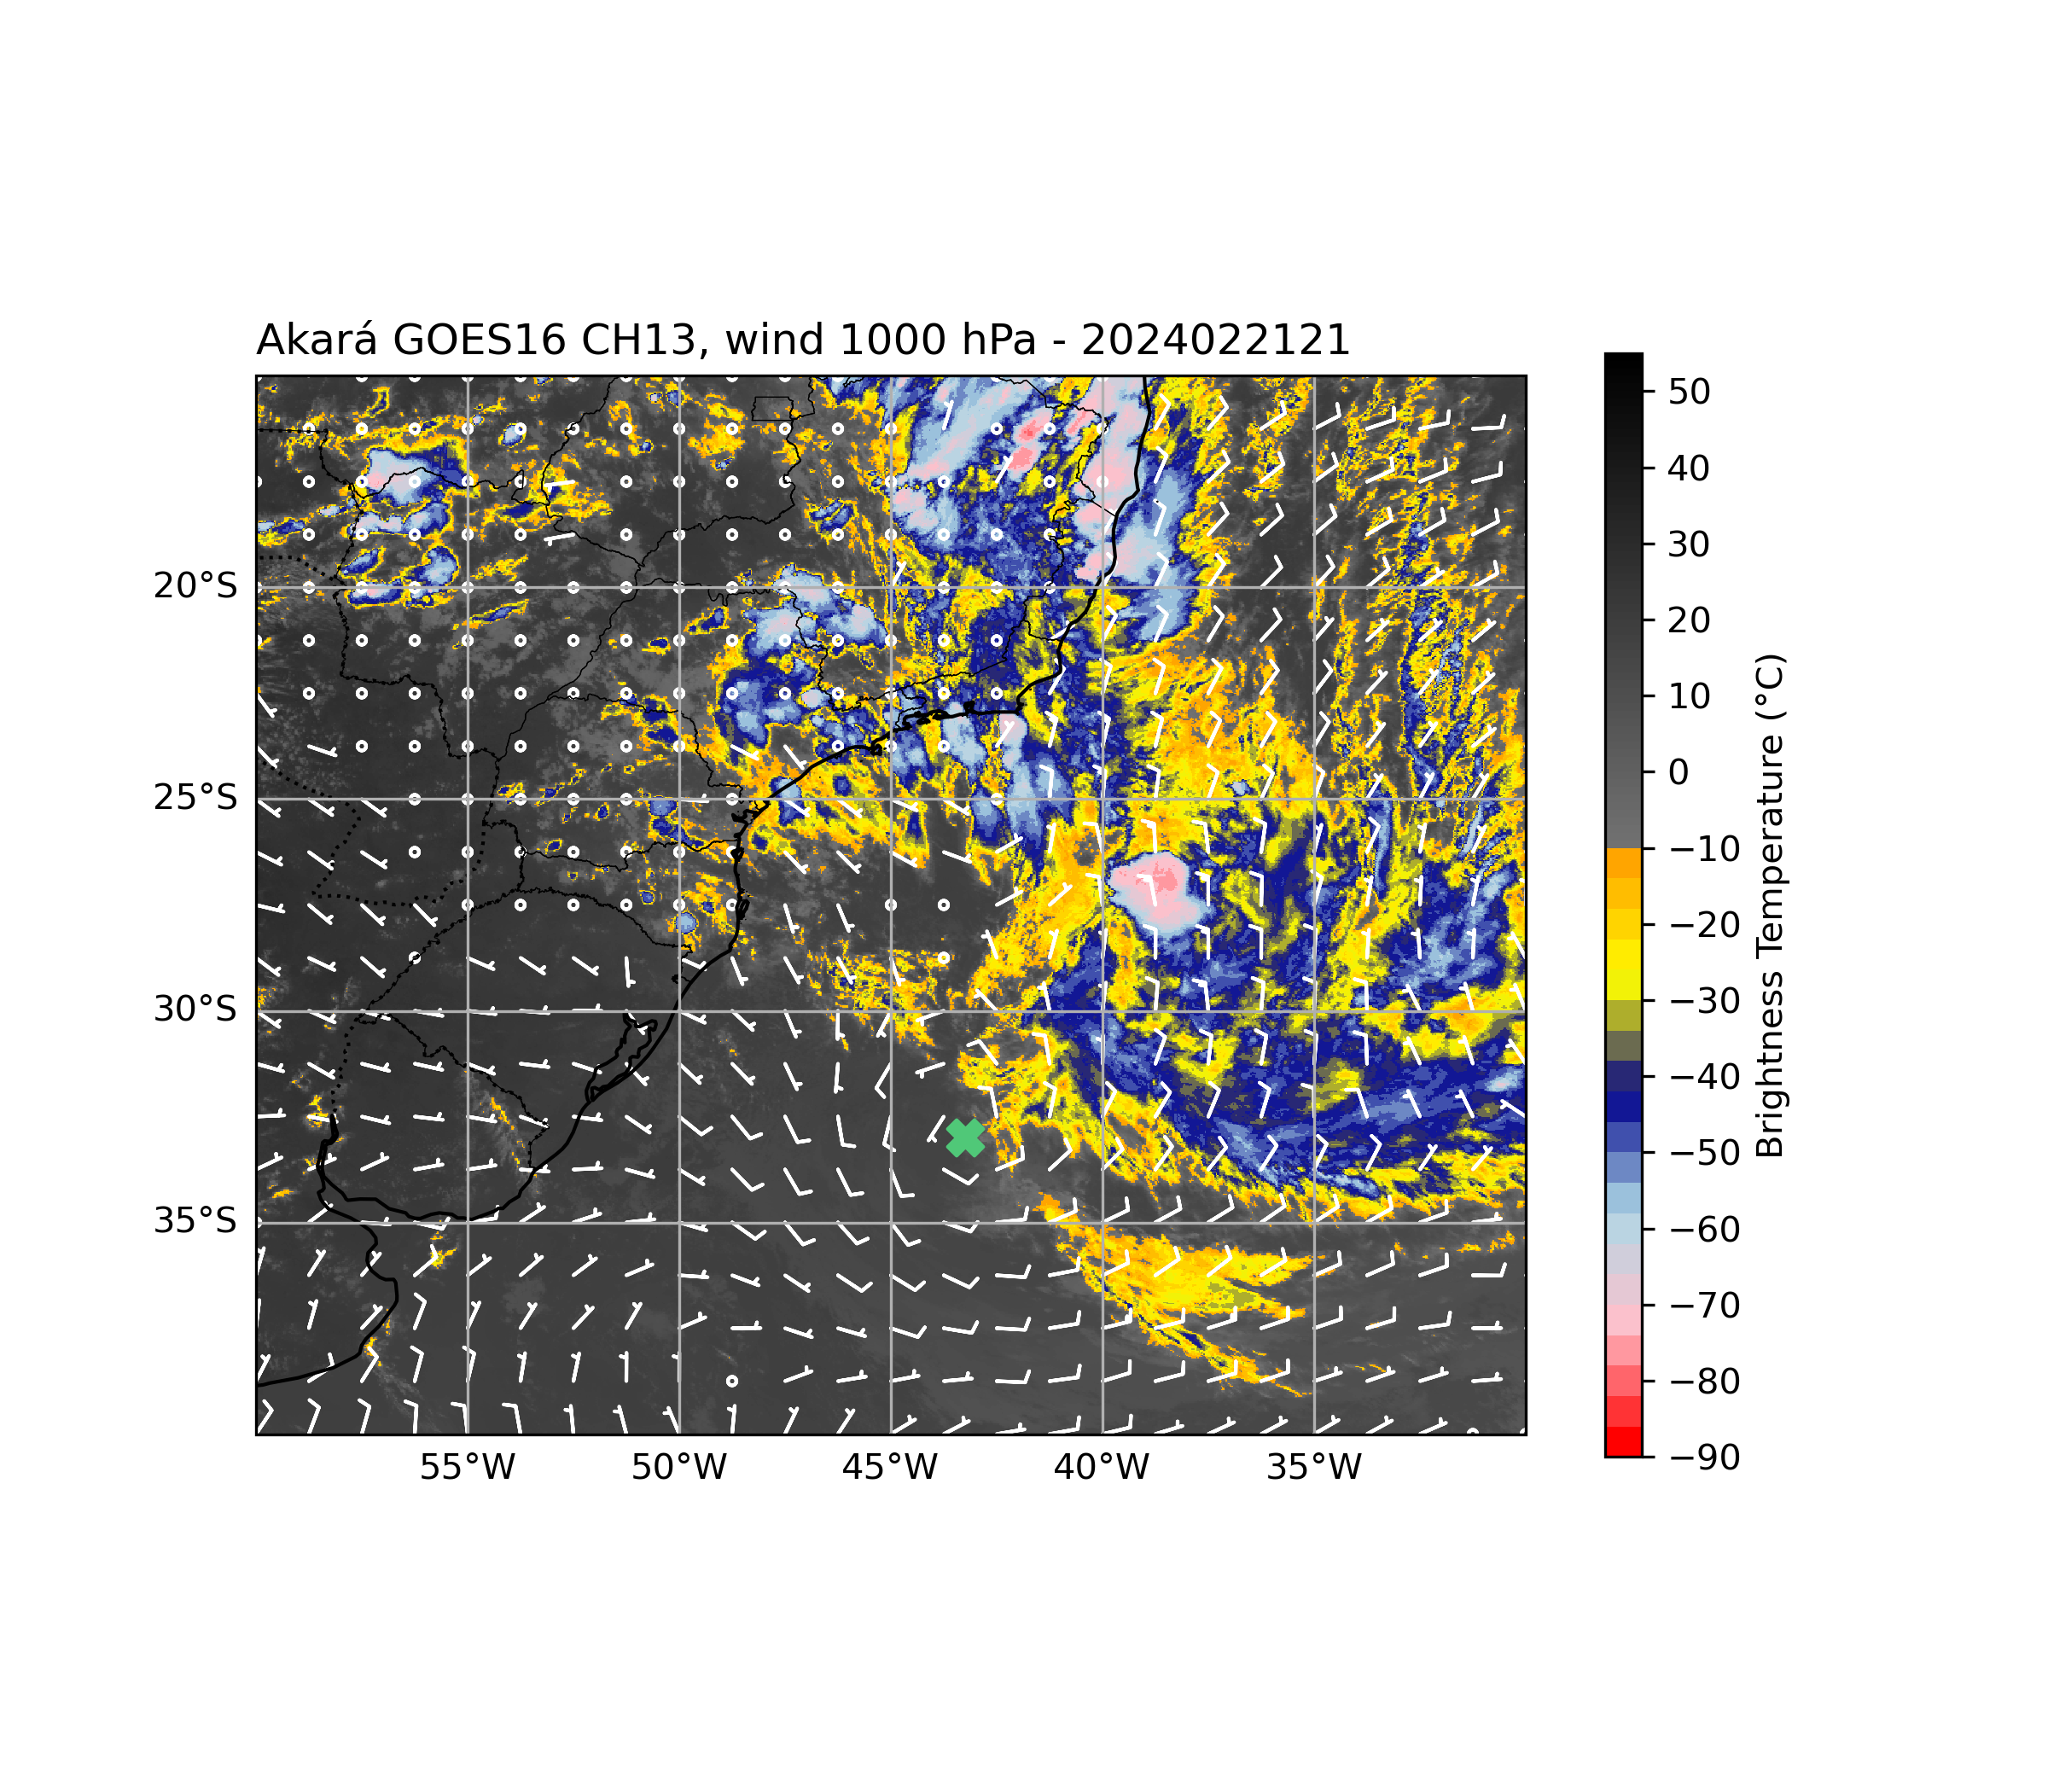 Akará GOES16 CH13, wind 1000 hPa - 2024022121
20°S
25°S
30°S
35°S
55°W
50°W
45°W
40°W
35°W
50
40
30
20
10
0
−10
−20
−30
−40
−50
−60
−70
−80
−90
Brightness Temperature (°C)